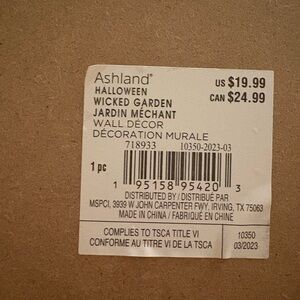 Ashland®
US $19.99
HALLOWEEN
CAN $24.99
WICKED GARDEN
JARDIN MÉCHANT
WALL DÉCOR
DÉCORATION MURALE
718933 10350-2023-03
1 pc
1 95158 95420 3
DISTRIBUTED BY / DISTRIBUÉ PAR
MSPCI, 3939 W JOHN CARPENTER FWY, IRVING, TX 75063
MADE IN CHINA / FABRIQUÉ EN CHINE
COMPLIES TO TSCA TITLE VI
CONFORME AU TITRE VI DE LA TSCA
10350
03/2023